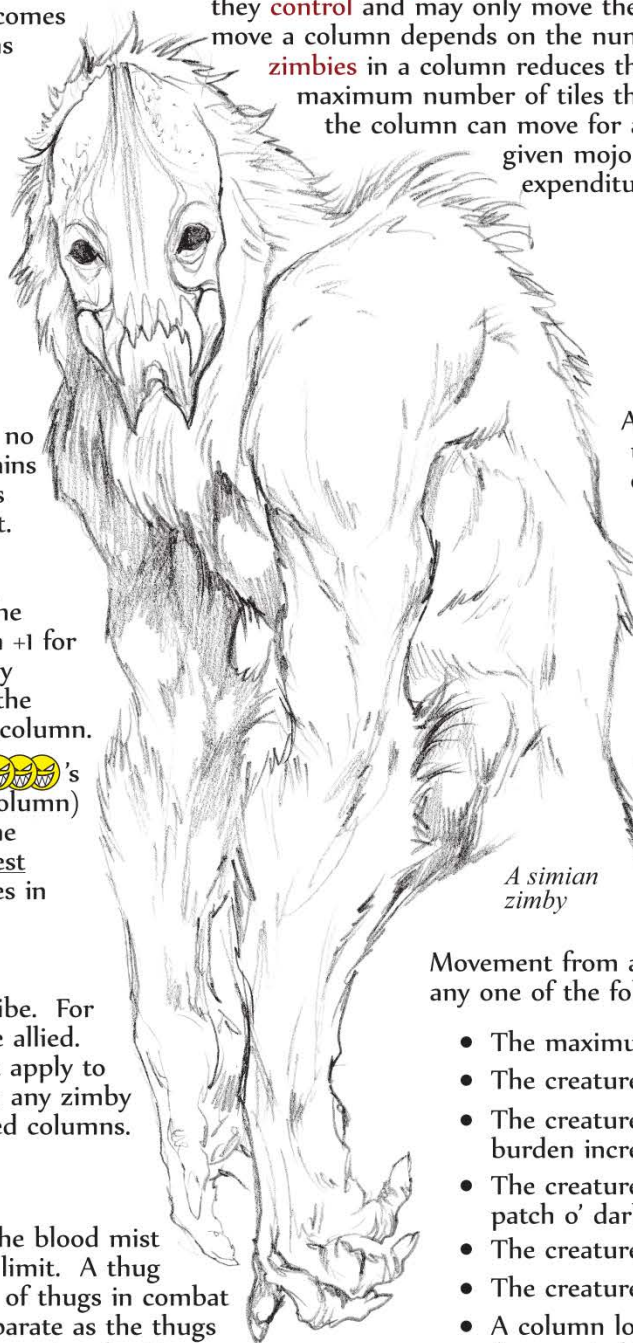 comes
they control and may only move the
move a column depends on the num
zimbies in a column reduces th
maximum number of tiles th
the column can move for a
given mojo
expenditu
no
ains
s
t.
he
n +1 for
y
the
column.
's
olumn)
he
est
es in
A simian
zimby
ibe. For
e allied.
apply to
any zimby
ed columns.
he blood mist
limit. A thug
of thugs in combat
parate as the thugs
Movement from a
any one of the fol
• The maximu
• The creature
• The creature
burden incre
• The creature
patch o' dar
• The creature
• The creature
• A column lo